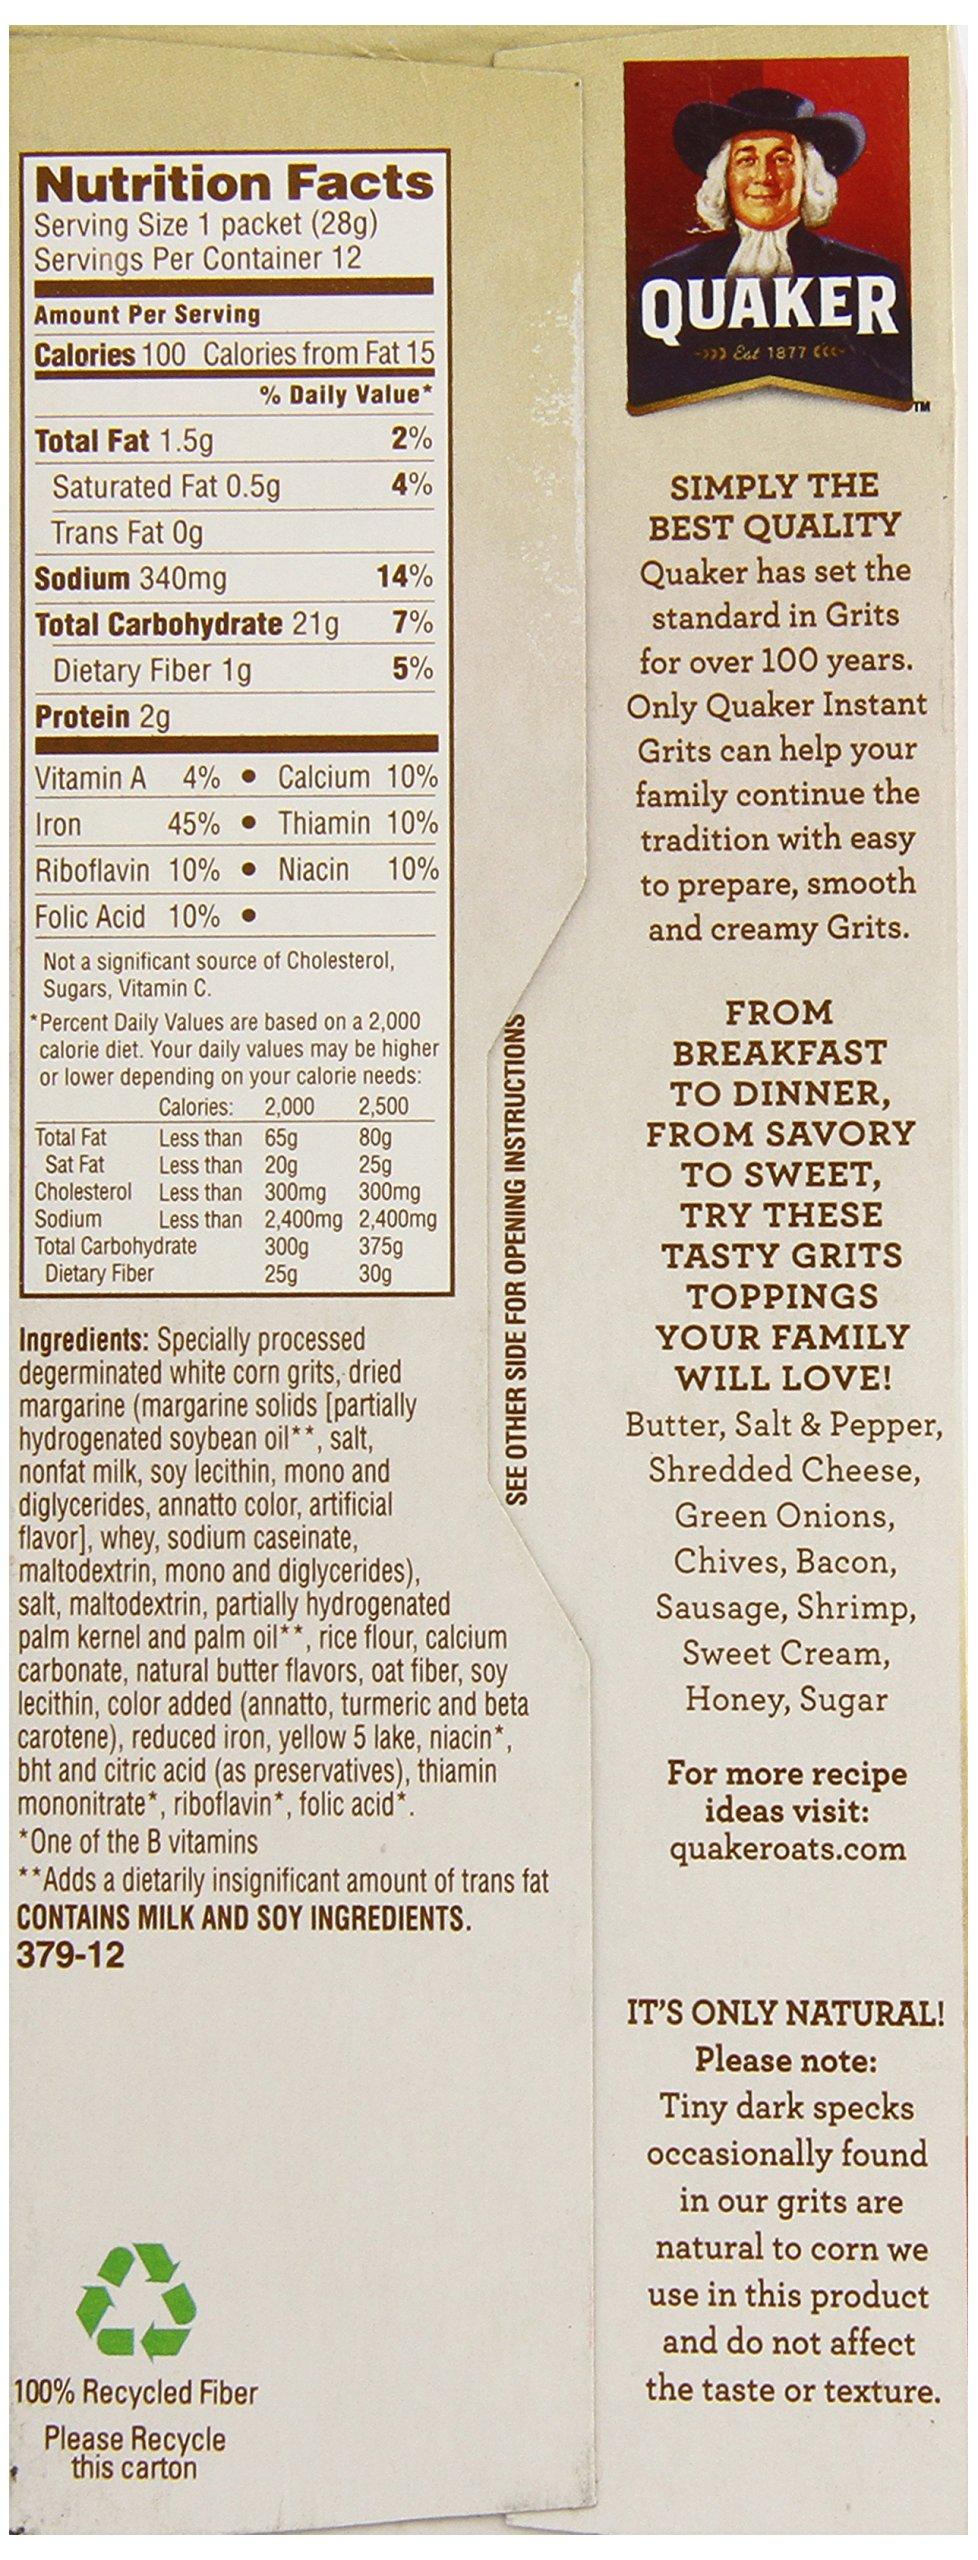 Nutrition Facts
Serving Size 1 packet (28g)
Servings Per Container 12
Amount Per Serving
Calories 100 Calories from Fat 15
% Daily Value*
Total Fat 1.5g 2%
Saturated Fat 0.5g 4%
Trans Fat 0g
Sodium 340mg 14%
Total Carbohydrate 21g 7%
Dietary Fiber 1g 5%
Protein 2g
Vitamin A 4% • Calcium 10%
Iron 45% • Thiamin 10%
Riboflavin 10% • Niacin 10%
Folic Acid 10% •
Not a significant source of Cholesterol,
Sugars, Vitamin C.
*Percent Daily Values are based on a 2,000
calorie diet. Your daily values may be higher
or lower depending on your calorie needs:
Calories: 2,000 2,500
Total Fat Less than 65g 80g
Sat Fat Less than 20g 25g
Cholesterol Less than 300mg 300mg
Sodium Less than 2,400mg 2,400mg
Total Carbohydrate 300g 375g
Dietary Fiber 25g 30g
Ingredients: Specially processed
degerminated white corn grits, dried
margarine (margarine solids [partially
hydrogenated soybean oil**, salt,
nonfat milk, soy lecithin, mono and
diglycerides, annatto color, artificial
flavor], whey, sodium caseinate,
maltodextrin, mono and diglycerides),
salt, maltodextrin, partially hydrogenated
palm kernel and palm oil**, rice flour, calcium
carbonate, natural butter flavors, oat fiber, soy
lecithin, color added (annatto, turmeric and beta
carotene), reduced iron, yellow 5 lake, niacin*,
bht and citric acid (as preservatives), thiamin
mononitrate*, riboflavin*, folic acid*.
*One of the B vitamins
**Adds a dietarily insignificant amount of trans fat
CONTAINS MILK AND SOY INGREDIENTS.
379-12
100% Recycled Fiber
Please Recycle
this carton
SEE OTHER SIDE FOR OPENING INSTRUCTIONS
QUAKER
Est 1877
TM
SIMPLY THE
BEST QUALITY
Quaker has set the
standard in Grits
for over 100 years.
Only Quaker Instant
Grits can help your
family continue the
tradition with easy
to prepare, smooth
and creamy Grits.
FROM
BREAKFAST
TO DINNER,
FROM SAVORY
TO SWEET,
TRY THESE
TASTY GRITS
TOPPINGS
YOUR FAMILY
WILL LOVE!
Butter, Salt & Pepper,
Shredded Cheese,
Green Onions,
Chives, Bacon,
Sausage, Shrimp,
Sweet Cream,
Honey, Sugar
For more recipe
ideas visit:
quakeroats.com
IT'S ONLY NATURAL!
Please note:
Tiny dark specks
occasionally found
in our grits are
natural to corn we
use in this product
and do not affect
the taste or texture.